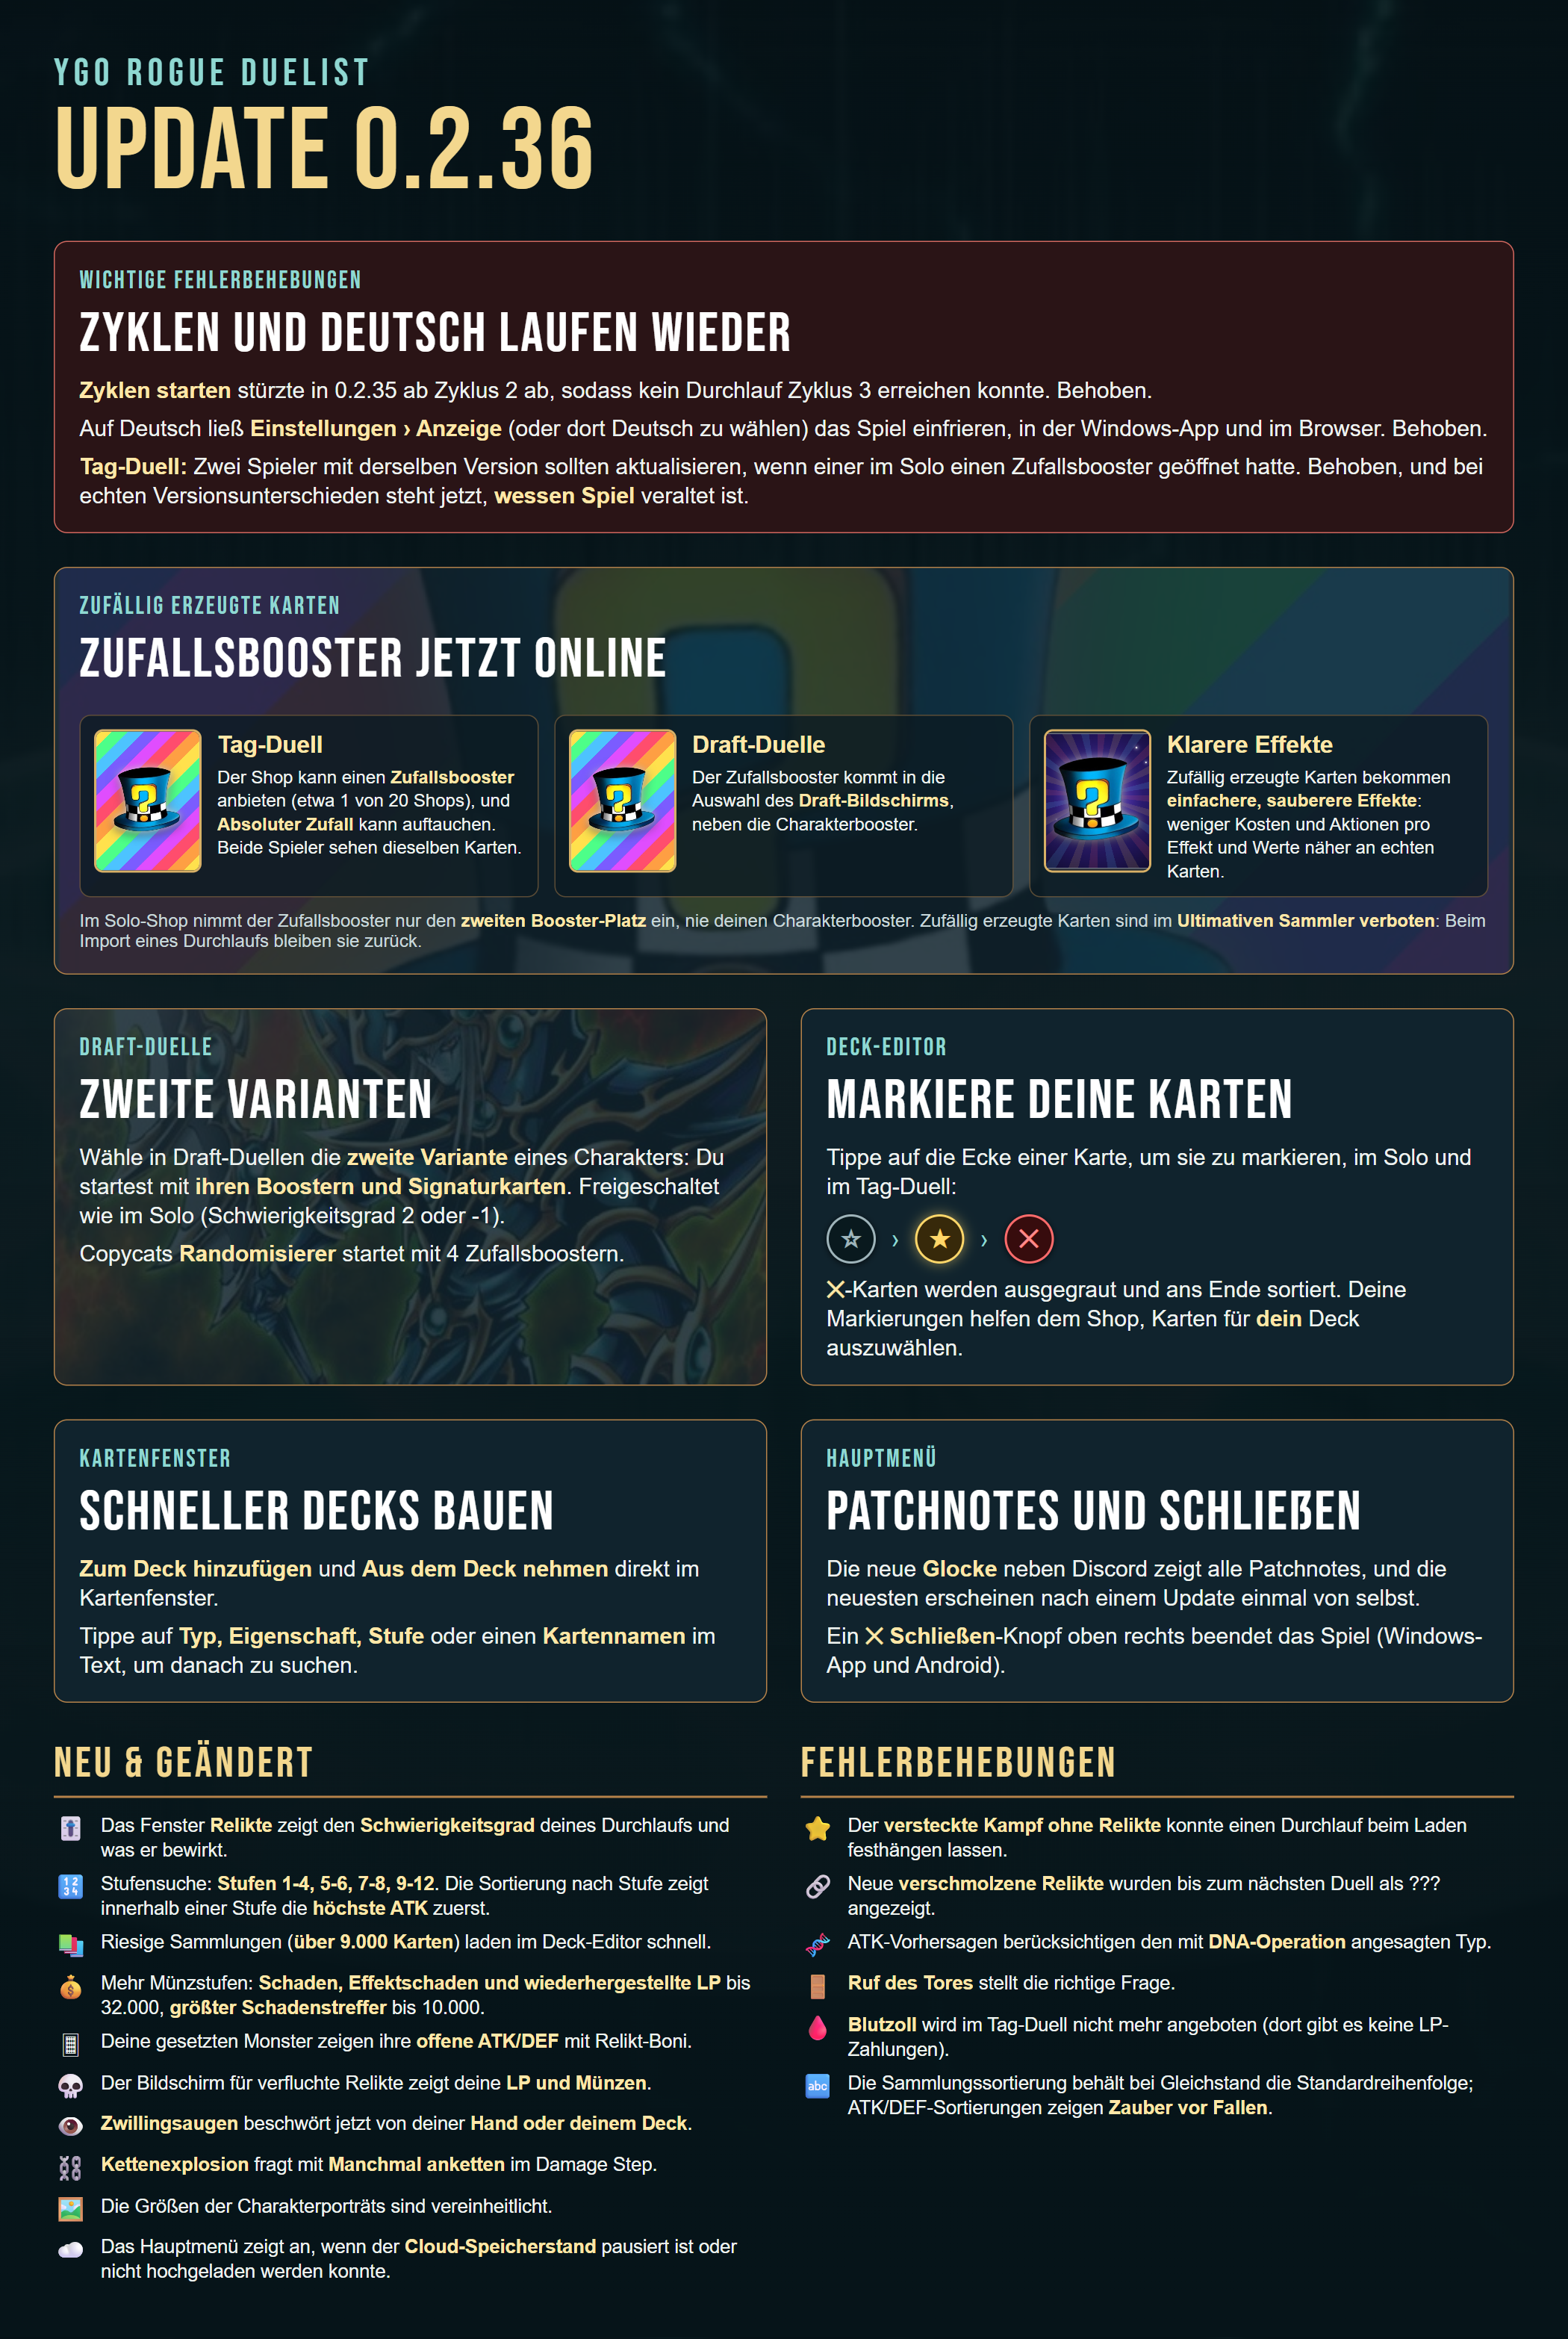 YGO ROGUE DUELIST
UPDATE 0.2.36
WICHTIGE FEHLERBEHEBUNGEN
ZYKLEN UND DEUTSCH LAUFEN WIEDER
Zyklen starten stürzte in 0.2.35 ab Zyklus 2 ab, sodass kein Durchlauf Zyklus 3 erreichen konnte. Behoben.
Auf Deutsch ließ Einstellungen › Anzeige (oder dort Deutsch zu wählen) das Spiel einfrieren, in der Windows-App und im Browser. Behoben.
Tag-Duell: Zwei Spieler mit derselben Version sollten aktualisieren, wenn einer im Solo einen Zufallsbooster geöffnet hatte. Behoben, und bei
echten Versionsunterschieden steht jetzt, wessen Spiel veraltet ist.
ZUFÄLLIG ERZEUGTE KARTEN
ZUFALLSBOOSTER JETZT ONLINE
Tag-Duell
Der Shop kann einen Zufallsbooster
anbieten (etwa 1 von 20 Shops), und
Absoluter Zufall kann auftauchen.
Beide Spieler sehen dieselben Karten.
Draft-Duelle
Der Zufallsbooster kommt in die
Auswahl des Draft-Bildschirms,
neben die Charakterbooster.
Klarere Effekte
Zufällig erzeugte Karten bekommen
einfachere, sauberere Effekte:
weniger Kosten und Aktionen pro
Effekt und Werte näher an echten
Karten.
Im Solo-Shop nimmt der Zufallsbooster nur den zweiten Booster-Platz ein, nie deinen Charakterbooster. Zufällig erzeugte Karten sind im Ultimativen Sammler verboten: Beim
Import eines Durchlaufs bleiben sie zurück.
DRAFT-DUELLE
ZWEITE VARIANTEN
Wähle in Draft-Duellen die zweite Variante eines Charakters: Du
startest mit ihren Boostern und Signaturkarten. Freigeschaltet
wie im Solo (Schwierigkeitsgrad 2 oder -1).
Copycats Randomisierer startet mit 4 Zufallsboostern.
DECK-EDITOR
MARKIERE DEINE KARTEN
Tippe auf die Ecke einer Karte, um sie zu markieren, im Solo und
im Tag-Duell:
☆ › ★ › ✕
✕-Karten werden ausgegraut und ans Ende sortiert. Deine
Markierungen helfen dem Shop, Karten für dein Deck
auszuwählen.
KARTENFENSTER
SCHNELLER DECKS BAUEN
Zum Deck hinzufügen und Aus dem Deck nehmen direkt im
Kartenfenster.
Tippe auf Typ, Eigenschaft, Stufe oder einen Kartennamen im
Text, um danach zu suchen.
HAUPTMENÜ
PATCHNOTES UND SCHLIEẞEN
Die neue Glocke neben Discord zeigt alle Patchnotes, und die
neuesten erscheinen nach einem Update einmal von selbst.
Ein ✕ Schließen-Knopf oben rechts beendet das Spiel (Windows-
App und Android).
NEU & GEÄNDERT
Das Fenster Relikte zeigt den Schwierigkeitsgrad deines Durchlaufs und
was er bewirkt.
Stufensuche: Stufen 1-4, 5-6, 7-8, 9-12. Die Sortierung nach Stufe zeigt
innerhalb einer Stufe die höchste ATK zuerst.
Riesige Sammlungen (über 9.000 Karten) laden im Deck-Editor schnell.
Mehr Münzstufen: Schaden, Effektschaden und wiederhergestellte LP bis
32.000, größter Schadenstreffer bis 10.000.
Deine gesetzten Monster zeigen ihre offene ATK/DEF mit Relikt-Boni.
Der Bildschirm für verfluchte Relikte zeigt deine LP und Münzen.
Zwillingsaugen beschwört jetzt von deiner Hand oder deinem Deck.
Kettenexplosion fragt mit Manchmal anketten im Damage Step.
Die Größen der Charakterporträts sind vereinheitlicht.
Das Hauptmenü zeigt an, wenn der Cloud-Speicherstand pausiert ist oder
nicht hochgeladen werden konnte.
FEHLERBEHEBUNGEN
Der versteckte Kampf ohne Relikte konnte einen Durchlauf beim Laden
festhängen lassen.
Neue verschmolzene Relikte wurden bis zum nächsten Duell als ???
angezeigt.
ATK-Vorhersagen berücksichtigen den mit DNA-Operation angesagten Typ.
Ruf des Tores stellt die richtige Frage.
Blutzoll wird im Tag-Duell nicht mehr angeboten (dort gibt es keine LP-
Zahlungen).
Die Sammlungssortierung behält bei Gleichstand die Standardreihenfolge;
ATK/DEF-Sortierungen zeigen Zauber vor Fallen.